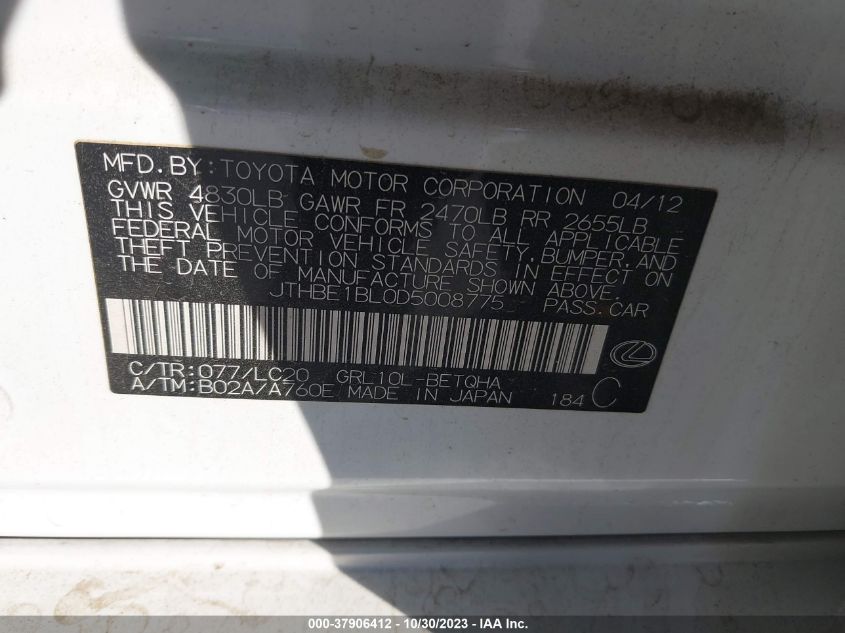 MFD. BY: TOYOTA MOTOR CORPORATION 04/12
GVWR 4830LB GAWR FR 2470LB RR 2655LB
THIS VEHICLE CONFORMS TO ALL APPLICABLE
FEDERAL MOTOR VEHICLE SAFETY, BUMPER, AND
THEFT PREVENTION STANDARDS IN EFFECT ON
THE DATE OF MANUFACTURE SHOWN ABOVE.
JTHBE1BL0D5008775 PASS. CAR
C/TR: 077/LC20 GRL10L-BETQHA
A/TM: B02A/A760E/MADE IN JAPAN 184 C
000-37906412 - 10/30/2023 - IAAI Inc.